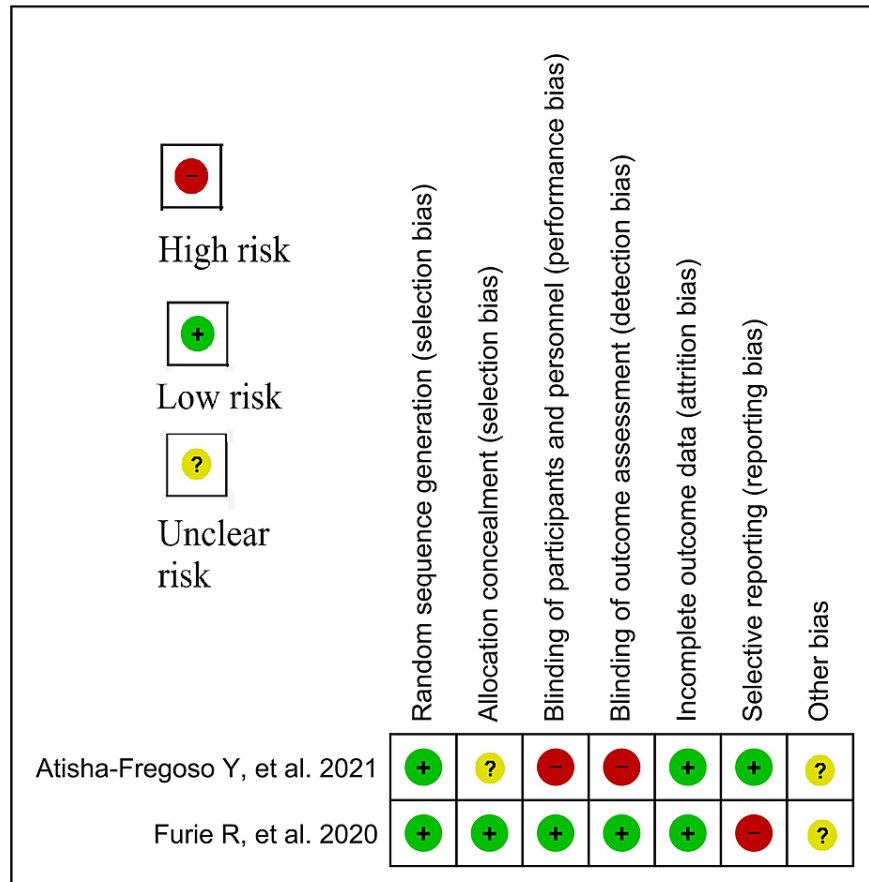 −
High risk
+
Low risk
?
Unclear
risk
Random sequence generation (selection bias)
Allocation concealment (selection bias)
Blinding of participants and personnel (performance bias)
Blinding of outcome assessment (detection bias)
Incomplete outcome data (attrition bias)
Selective reporting (reporting bias)
Other bias
Atisha-Fregoso Y, et al. 2021 + ? − − + + ?
Furie R, et al. 2020 + + + + + − ?